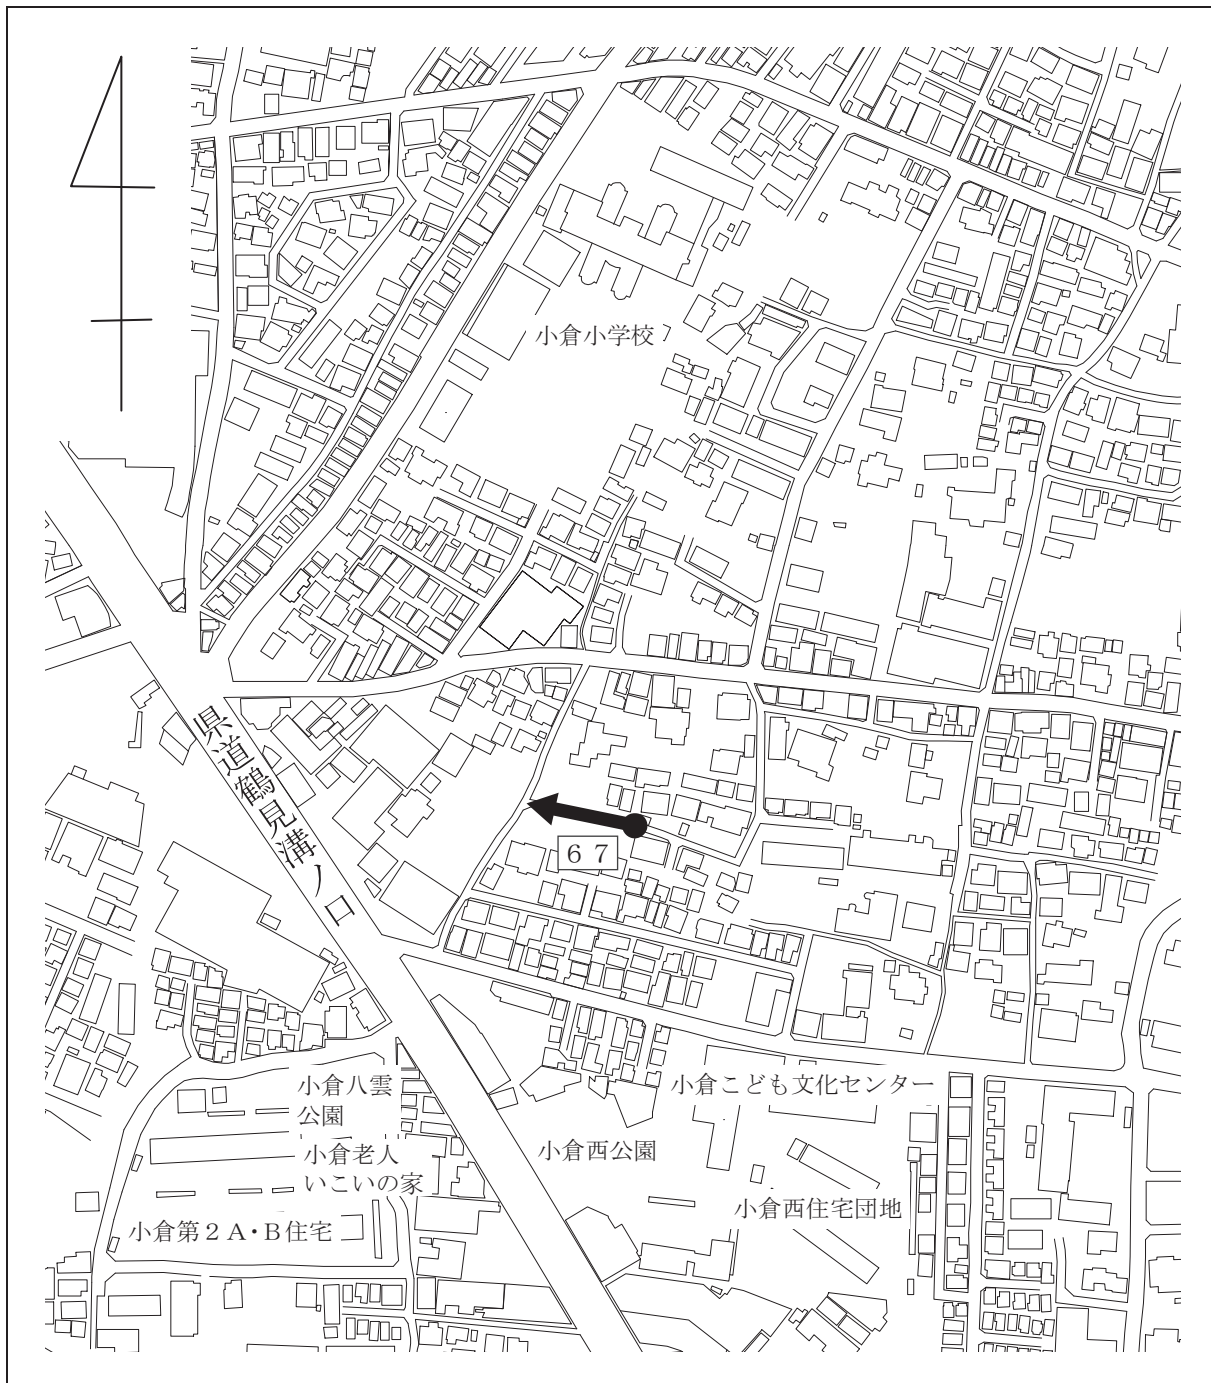 小倉小学校
県道鶴見溝ノ口
６７
小倉八雲
公園
小倉こども文化センター
小倉老人
いこいの家
小倉西公園
小倉西住宅団地
小倉第２Ａ・Ｂ住宅